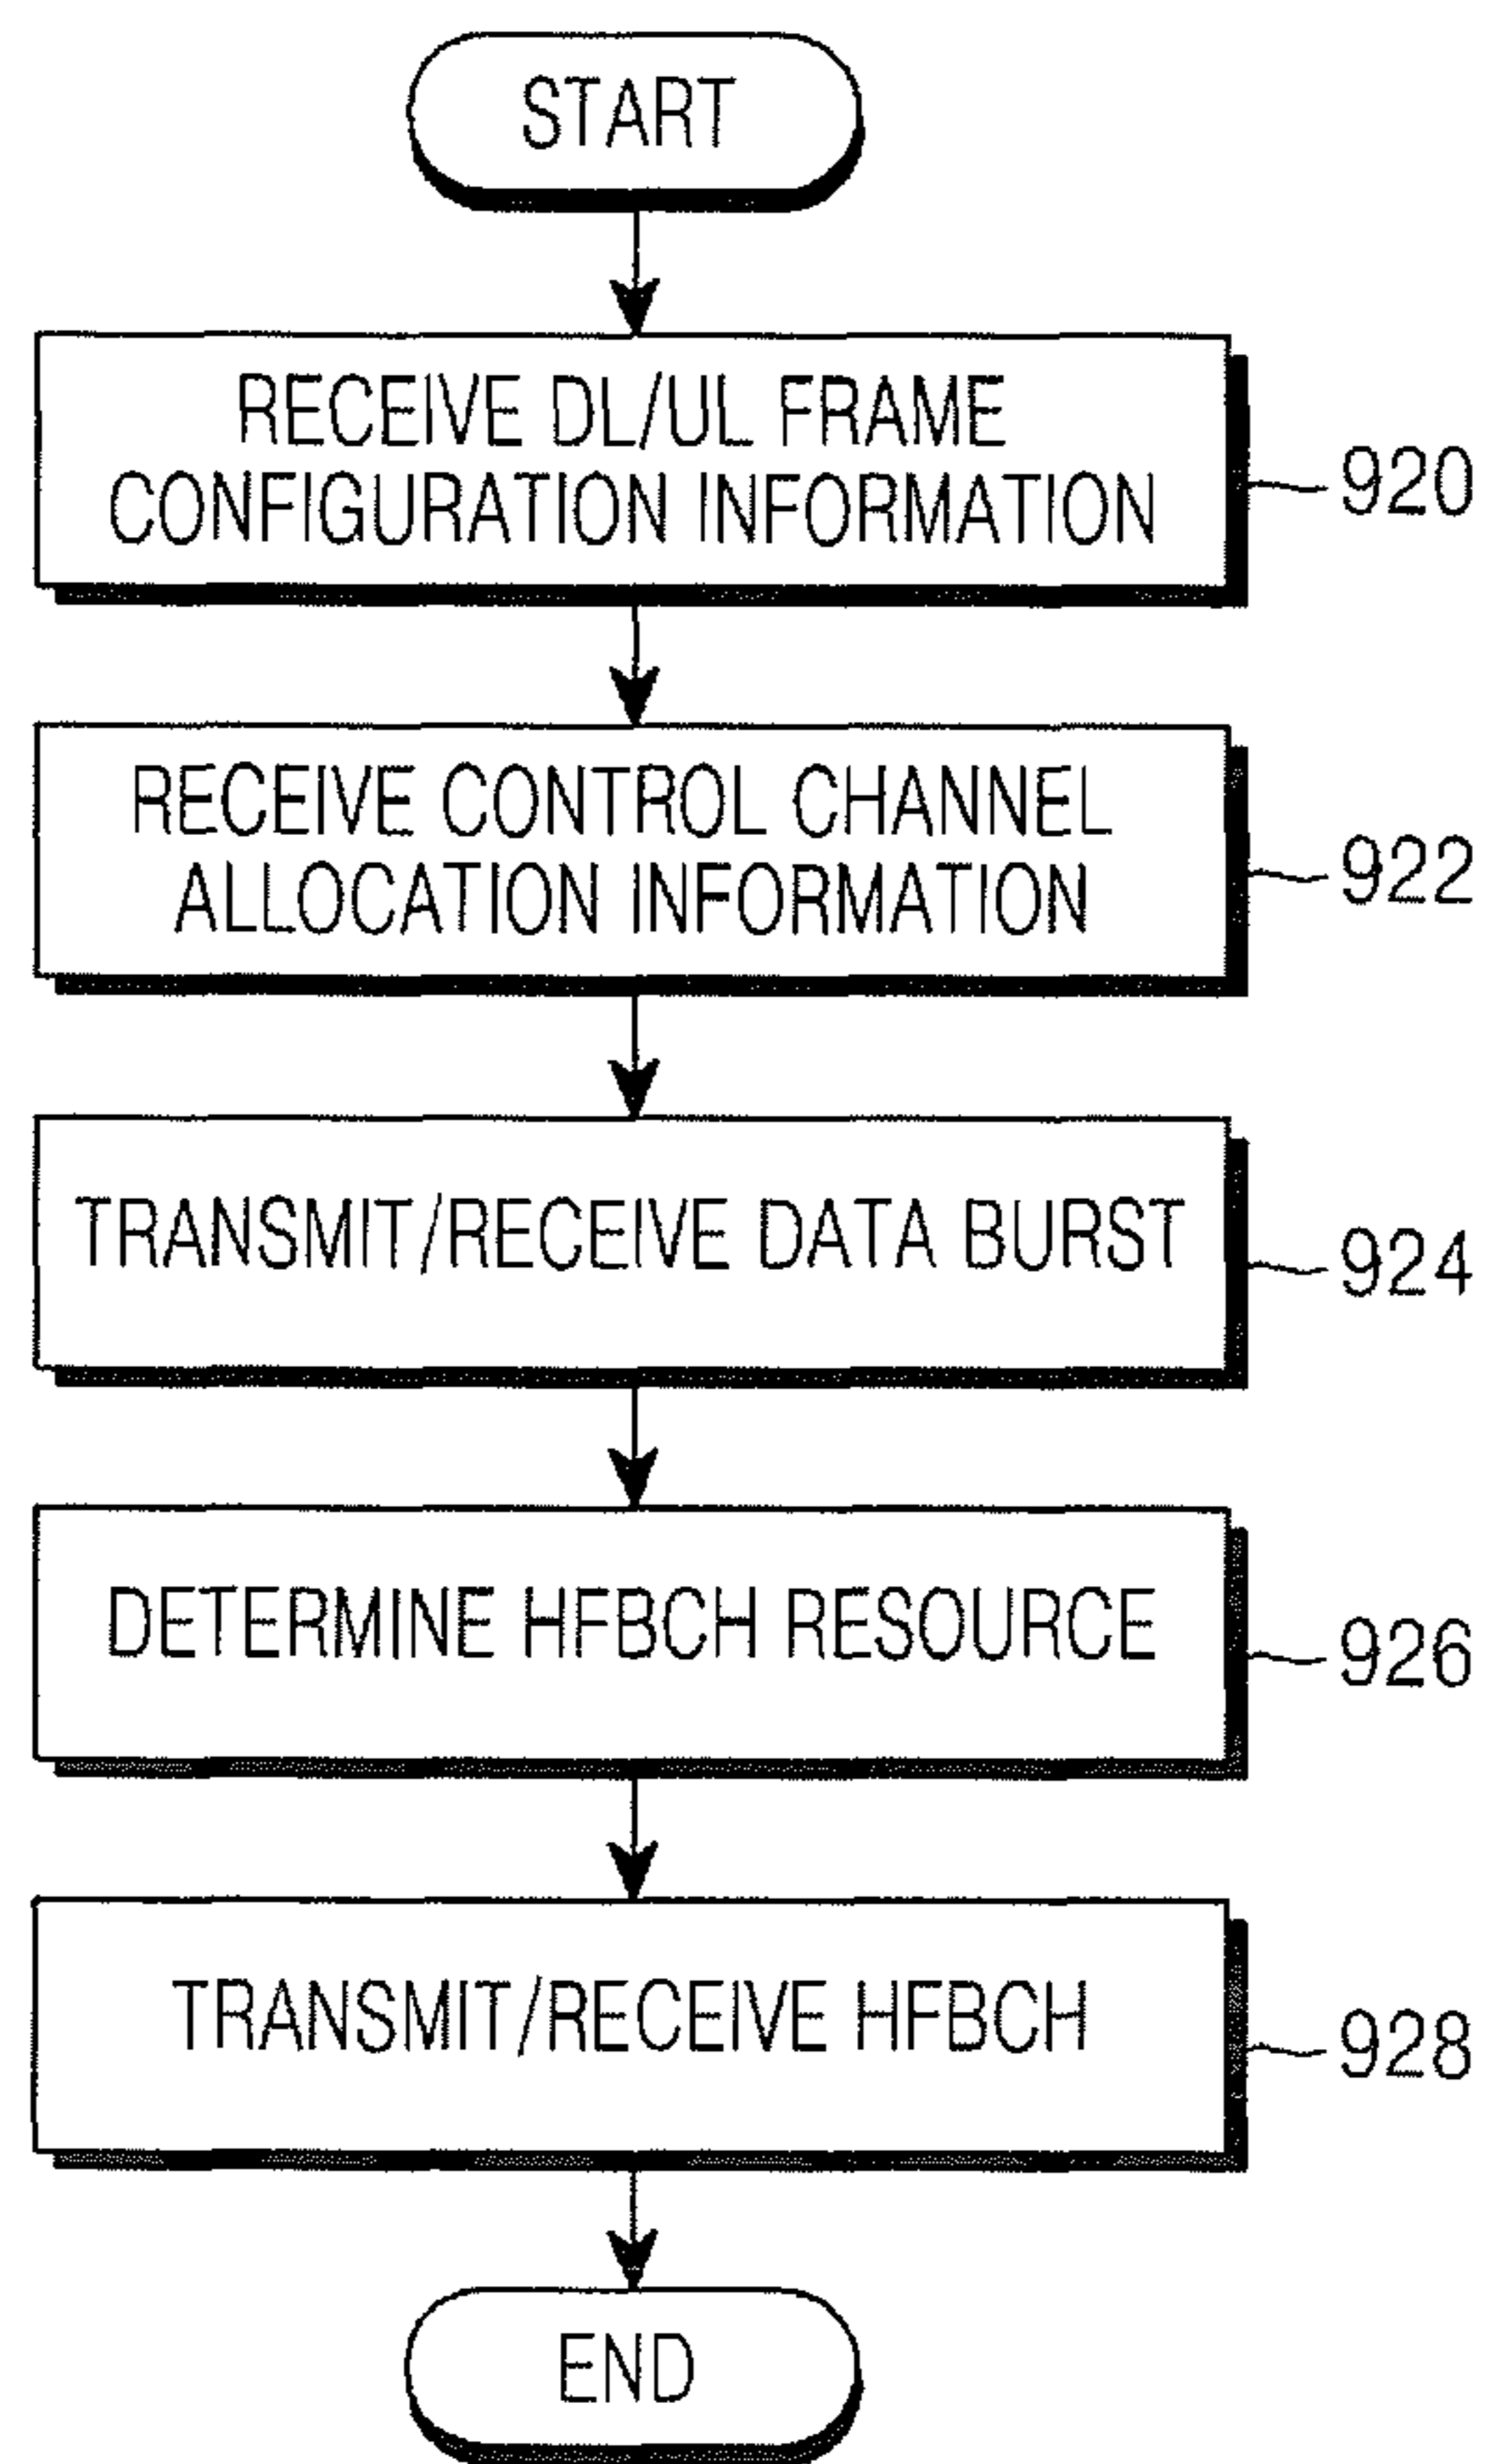 START
RECEIVE DL/UL FRAME
CONFIGURATION INFORMATION
920
RECEIVE CONTROL CHANNEL
ALLOCATION INFORMATION
922
TRANSMIT/RECEIVE DATA BURST
924
DETERMINE HFBCH RESOURCE
926
TRANSMIT/RECEIVE HFBCH
928
END